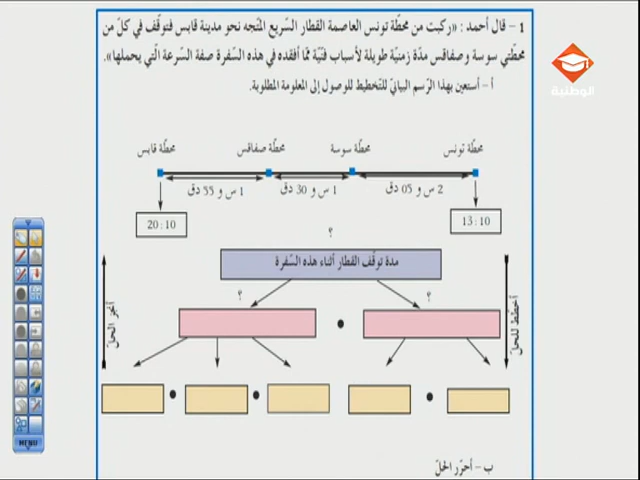 1 - قال أحمد : «ركبت من محطّة تونس العاصمة القطار السّريع المتّجه نحو مدينة قابس فتوقّف في كلّ من
محطّتي سوسة وصفاقس مدّة زمنيّة طويلة لأسباب فنّيّة ممّا أفقده في هذه السّفرة صفة السرعة الّتي يحملها».
أ - أستعين بهذا الرّسم البيانيّ للتّخطيط للوصول إلى المعلومة المطلوبة.
الوطنية
محطّة تونس
محطّة سوسة
محطّة صفاقس
محطّة قابس
2 س و 05 دق
1 س و 30 دق
1 س و 55 دق
13:10
20:10
؟
مدة توقّف القطار أثناء هذه السّفرة
؟
؟
أخطّط للحلّ
أنجز الحلّ
ب - أحرّر الحلّ
MENU